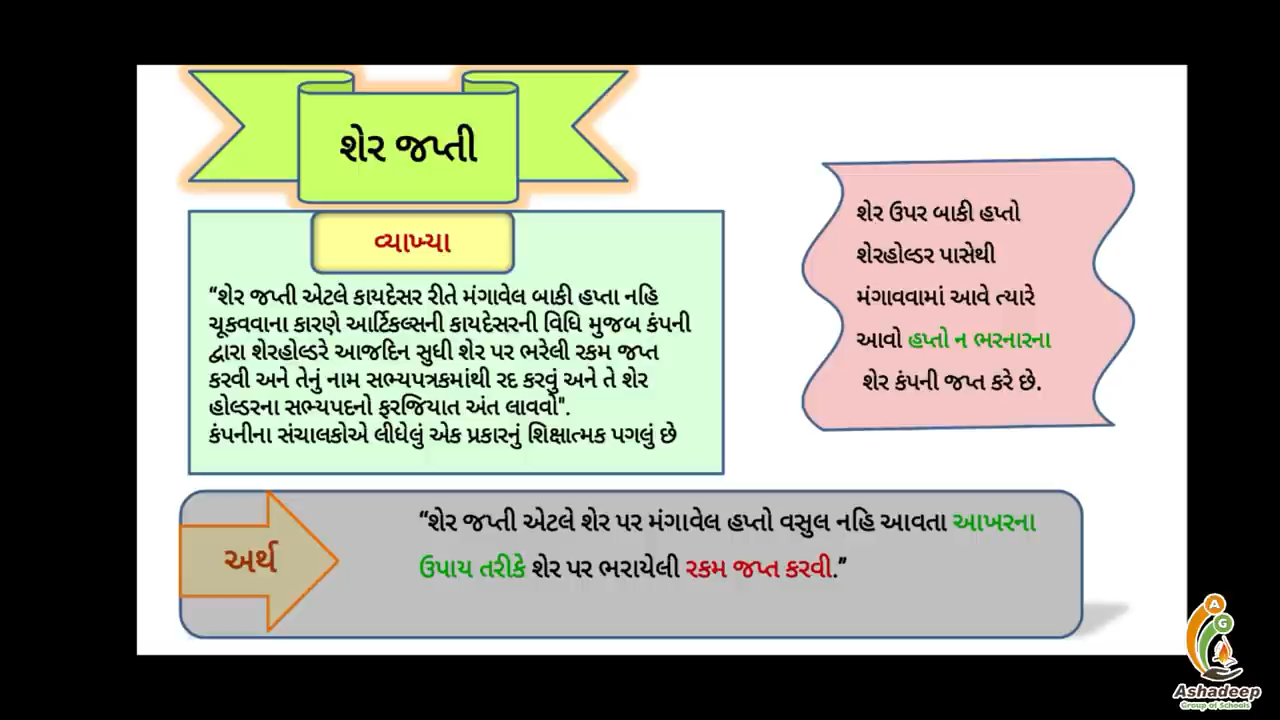 શેર જપ્તી
વ્યાખ્યા
“શેર જપ્તી એટલે કાયદેસર રીતે મંગાવેલ બાકી હપ્તા નહિ
ચૂકવવાના કારણે આર્ટિકલ્સની કાયદેસરની વિધિ મુજબ કંપની
દ્વારા શેરહોલ્ડરે આજદિન સુધી શેર પર ભરેલી રકમ જપ્ત
કરવી અને તેનું નામ સભ્યપત્રકમાંથી રદ કરવું અને તે શેર
હોલ્ડરના સભ્યપદનો ફરજિયાત અંત લાવવો".
કંપનીના સંચાલકોએ લીધેલું એક પ્રકારનું શિક્ષાત્મક પગલું છે
શેર ઉપર બાકી હપ્તો
શેરહોલ્ડર પાસેથી
મંગાવવામાં આવે ત્યારે
આવો હપ્તો ન ભરનારના
શેર કંપની જપ્ત કરે છે.
અર્થ
“શેર જપ્તી એટલે શેર પર મંગાવેલ હપ્તો વસુલ નહિ આવતા આખરના
ઉપાય તરીકે શેર પર ભરાયેલી રકમ જપ્ત કરવી.”
A
G
Ashadeep
Group of Schools